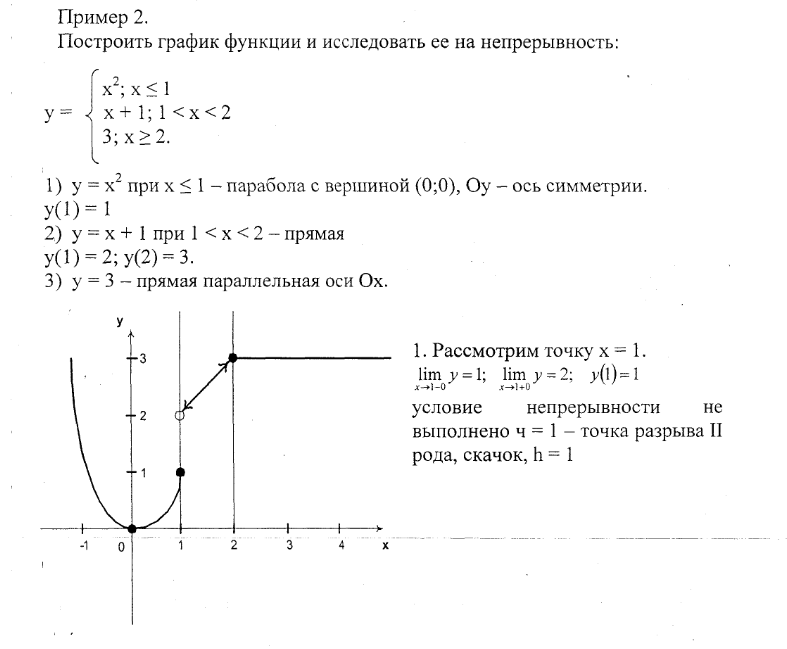 Пример 2.
Построить график функции и исследовать ее на непрерывность:
x²; x ≤ 1
y = { x + 1; 1 < x < 2
3; x ≥ 2.
1) y = x² при x ≤ 1 – парабола с вершиной (0;0), Oy – ось симметрии.
y(1) = 1
2) y = x + 1 при 1 < x < 2 – прямая
y(1) = 2; y(2) = 3.
3) y = 3 – прямая параллельная оси Ox.
y
3
2
1
-1 0 1 2 3 4 x
1. Рассмотрим точку x = 1.
lim y = 1; lim y = 2; y(1) = 1
x→1−0 x→1+0
условие непрерывности не
выполнено ч = 1 – точка разрыва II
рода, скачок, h = 1